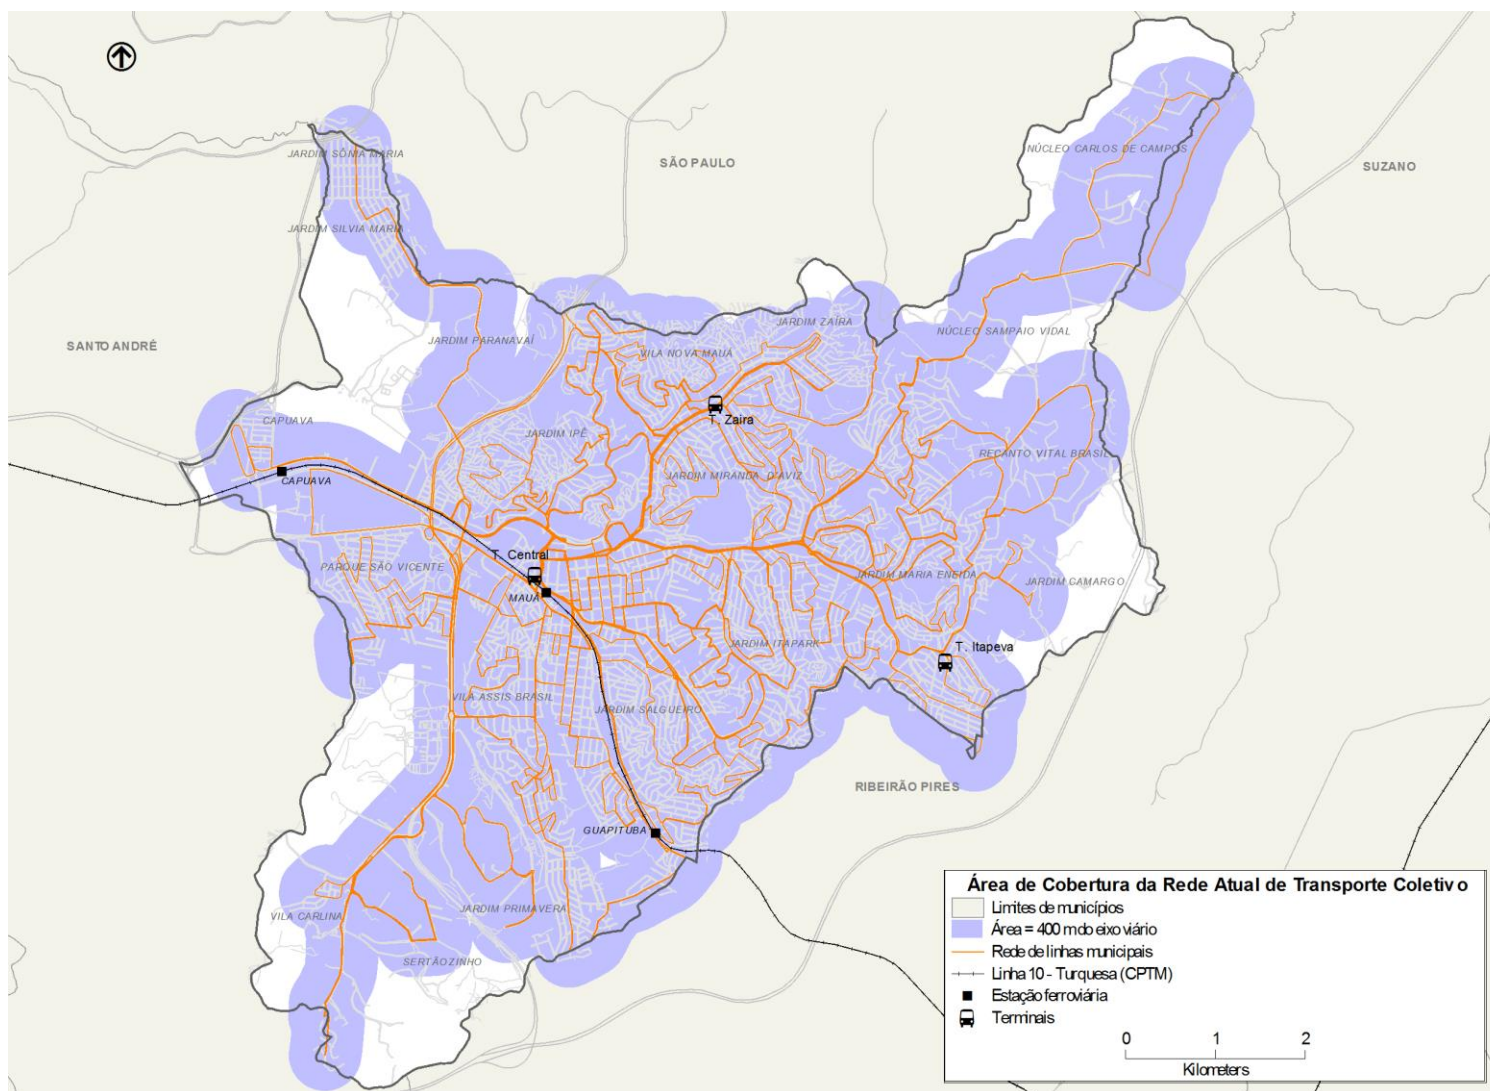 JARDIM SÔNIA MARIA
NÚCLEO CARLOS DE CAMPOS
SÃO PAULO
SUZANO
JARDIM SILVIA MARIA
JARDIM ZAÍRA
NÚCLEO SAMPAIO VIDAL
SANTO ANDRÉ
JARDIM PARANAVAÍ
VILA NOVA MAUÁ
CAPUAVA
T. Zaíra
JARDIM IPÊ
RECANTO VITAL BRASIL
CAPUAVA
JARDIM MIRANDA D'AVIZ
T. Central
PARQUE SÃO VICENTE
JARDIM MARIA ENEIDA
JARDIM CAMARGO
MAUÁ
JARDIM ITAPARK
T. Itapeva
VILA ASSIS BRASIL
JARDIM SALGUEIRO
RIBEIRÃO PIRES
GUAPITUBA
VILA CARLINA
JARDIM PRIMAVERA
SERTÃOZINHO
Área de Cobertura da Rede Atual de Transporte Coletivo
Limites de municípios
Área = 400 m do eixo viário
Rede de linhas municipais
Linha 10 - Turquesa (CPTM)
Estação ferroviária
Terminais
0 1 2
Kilometers